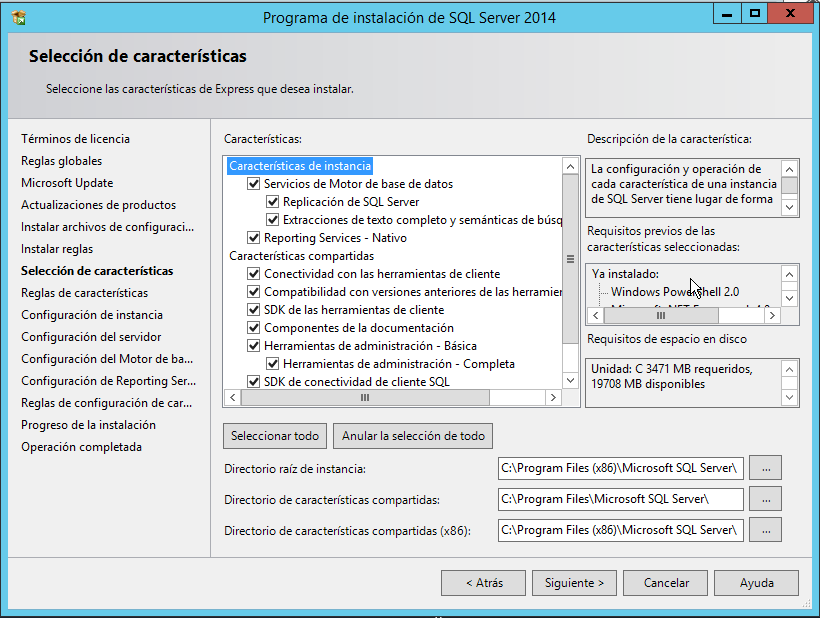 Programa de instalación de SQL Server 2014
Selección de características
Seleccione las características de Express que desea instalar.
Términos de licencia
Reglas globales
Microsoft Update
Actualizaciones de productos
Instalar archivos de configuraci...
Instalar reglas
Selección de características
Reglas de características
Configuración de instancia
Configuración del servidor
Configuración del Motor de ba...
Configuración de Reporting Ser...
Reglas de configuración de car...
Progreso de la instalación
Operación completada
Características:
Características de instancia
Servicios de Motor de base de datos
Replicación de SQL Server
Extracciones de texto completo y semánticas de búsq
Reporting Services - Nativo
Características compartidas
Conectividad con las herramientas de cliente
Compatibilidad con versiones anteriores de las herramier
SDK de las herramientas de cliente
Componentes de la documentación
Herramientas de administración - Básica
Herramientas de administración - Completa
SDK de conectividad de cliente SQL
Seleccionar todo
Anular la selección de todo
Descripción de la característica:
La configuración y operación de
cada característica de una instancia
de SQL Server tiene lugar de forma
Requisitos previos de las
características seleccionadas:
Ya instalado:
Windows PowerShell 2.0
Requisitos de espacio en disco
Unidad: C 3471 MB requeridos,
19708 MB disponibles
Directorio raíz de instancia:
C:\Program Files (x86)\Microsoft SQL Server\
...
Directorio de características compartidas:
C:\Program Files\Microsoft SQL Server\
...
Directorio de características compartidas (x86):
C:\Program Files (x86)\Microsoft SQL Server\
...
< Atrás
Siguiente >
Cancelar
Ayuda